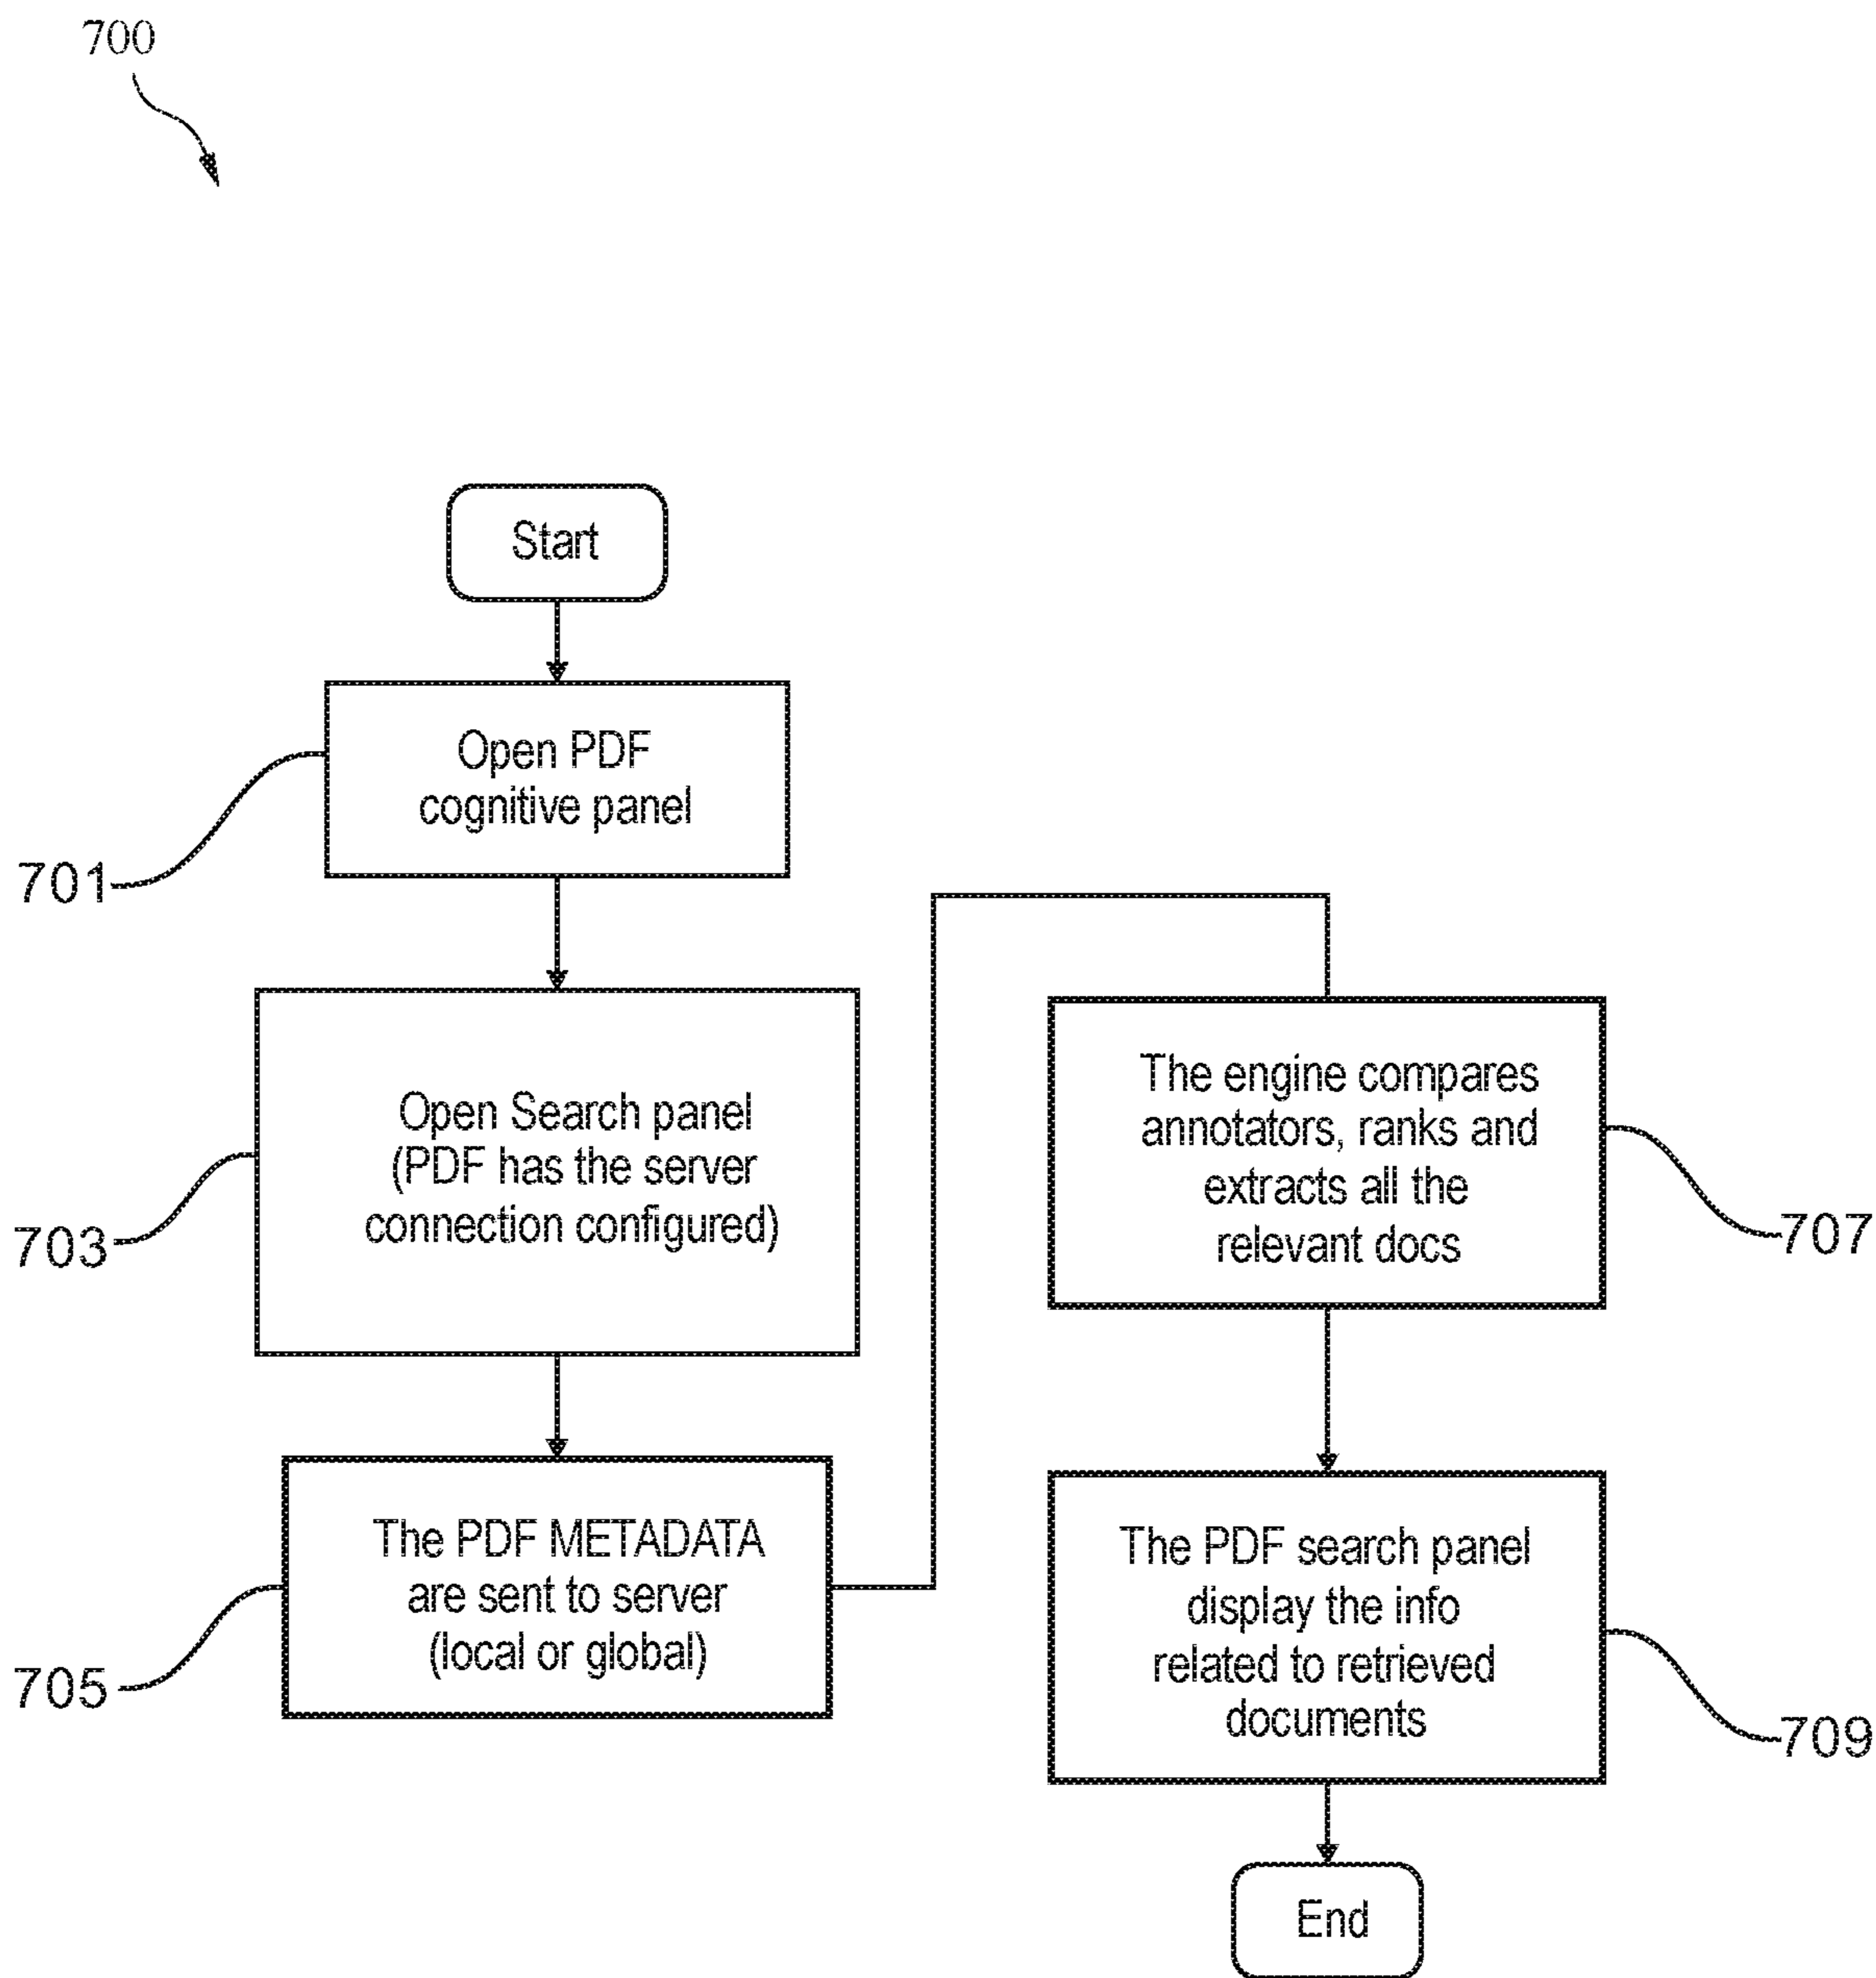 700
Start
Open PDF
cognitive panel
701
Open Search panel
(PDF has the server
connection configured)
703
The PDF METADATA
are sent to server
(local or global)
705
The engine compares
annotators, ranks and
extracts all the
relevant docs
707
The PDF search panel
display the info
related to retrieved
documents
709
End